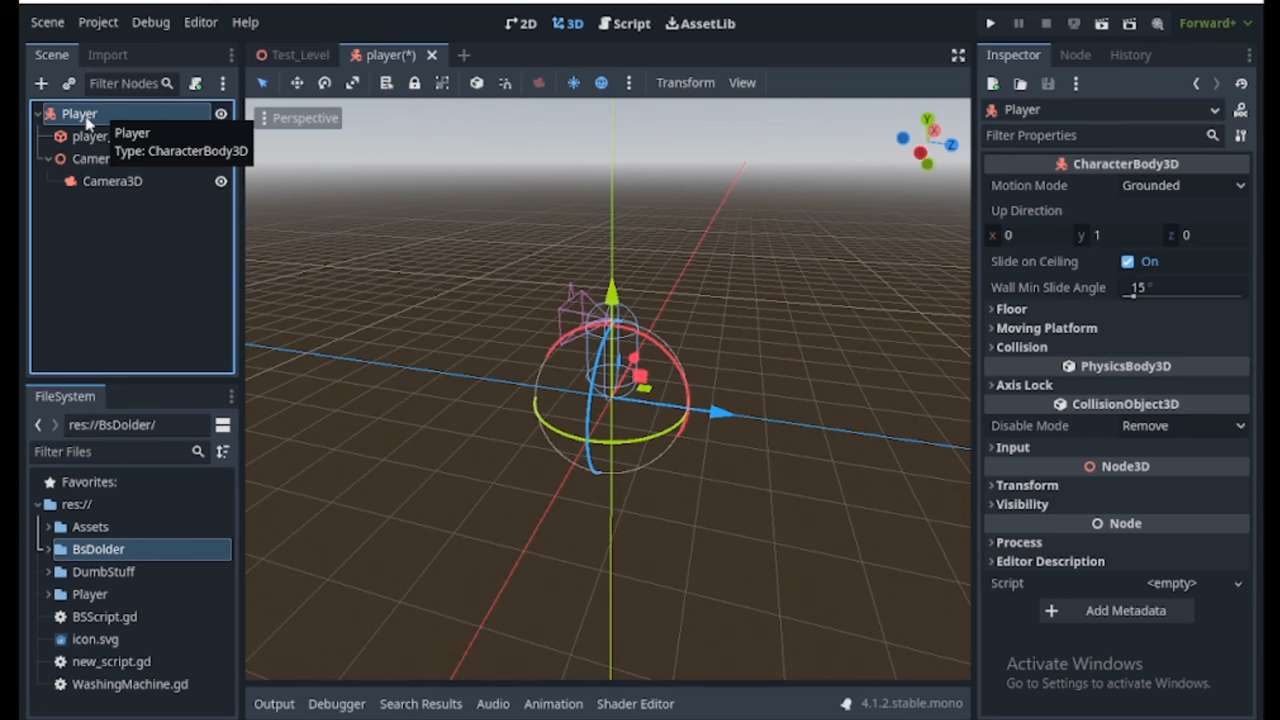 Scene Project Debug Editor Help
2D 3D Script AssetLib
Forward+
Scene Import
Test_Level player(*)
Inspector Node History
Filter Nodes
Transform View
Player
Player
Type: CharacterBody3D
player_
Camer
Camera3D
Perspective
Y
X
Z
Player
Filter Properties
CharacterBody3D
Motion Mode Grounded
Up Direction
x 0 y 1 z 0
Slide on Ceiling On
Wall Min Slide Angle 15 °
Floor
Moving Platform
Collision
PhysicsBody3D
Axis Lock
CollisionObject3D
Disable Mode Remove
Input
Node3D
Transform
Visibility
Node
Process
Editor Description
Script <empty>
Add Metadata
Activate Windows
Go to Settings to activate Windows.
FileSystem
res://BsDolder/
Filter Files
Favorites:
res://
Assets
BsDolder
DumbStuff
Player
BSScript.gd
icon.svg
new_script.gd
WashingMachine.gd
Output Debugger Search Results Audio Animation Shader Editor 4.1.2.stable.mono